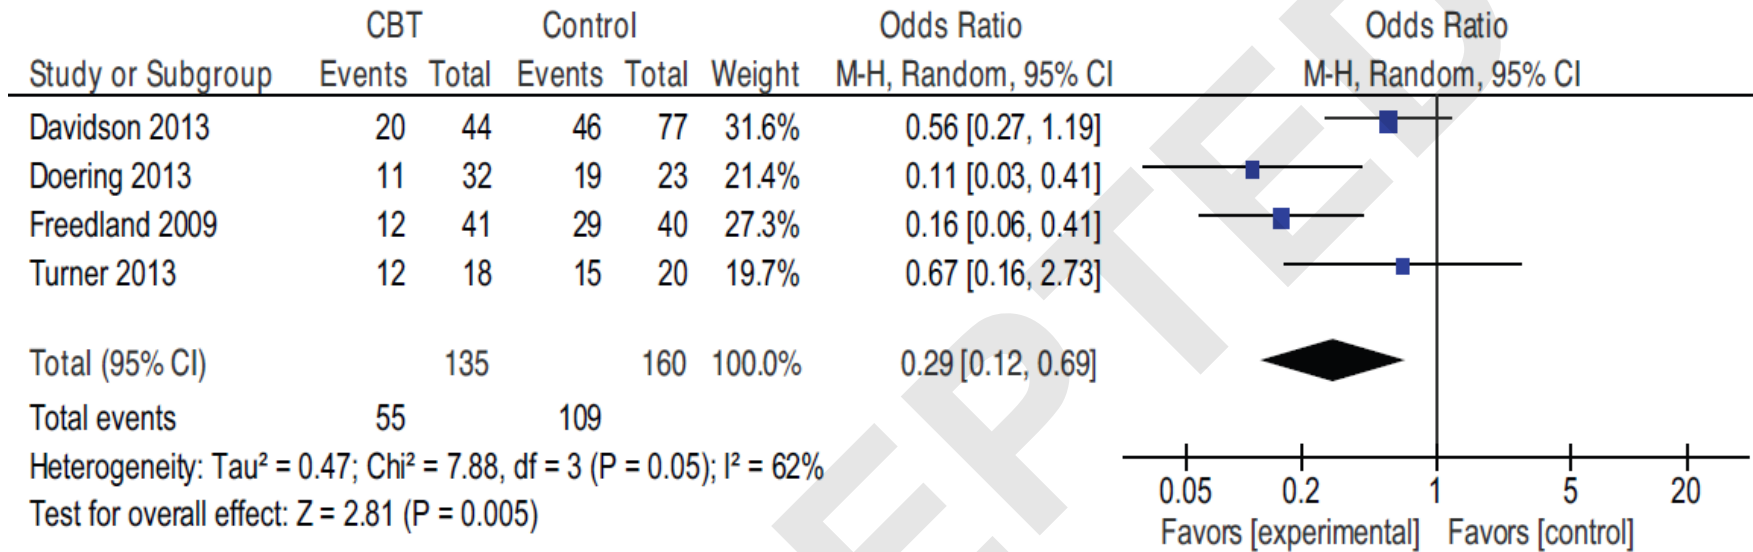 CBT Control Odds Ratio Odds Ratio
Study or Subgroup Events Total Events Total Weight M-H, Random, 95% CI M-H, Random, 95% CI
Davidson 2013 20 44 46 77 31.6% 0.56 [0.27, 1.19]
Doering 2013 11 32 19 23 21.4% 0.11 [0.03, 0.41]
Freedland 2009 12 41 29 40 27.3% 0.16 [0.06, 0.41]
Turner 2013 12 18 15 20 19.7% 0.67 [0.16, 2.73]
Total (95% CI) 135 160 100.0% 0.29 [0.12, 0.69]
Total events 55 109
Heterogeneity: Tau² = 0.47; Chi² = 7.88, df = 3 (P = 0.05); I² = 62%
Test for overall effect: Z = 2.81 (P = 0.005)
0.05 0.2 1 5 20
Favors [experimental] Favors [control]
EPTED